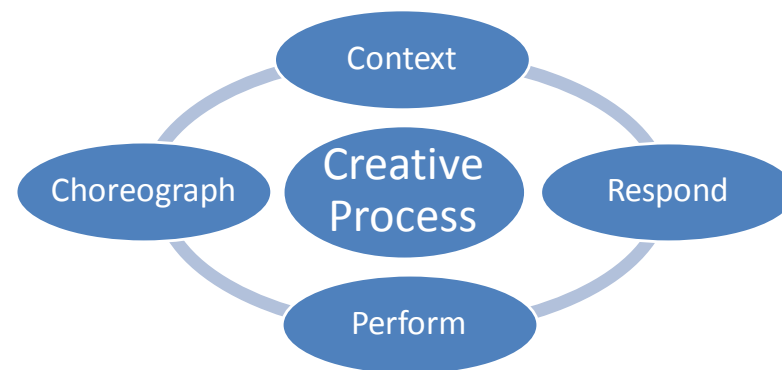 Context
Choreograph
Creative
Process
Respond
Perform